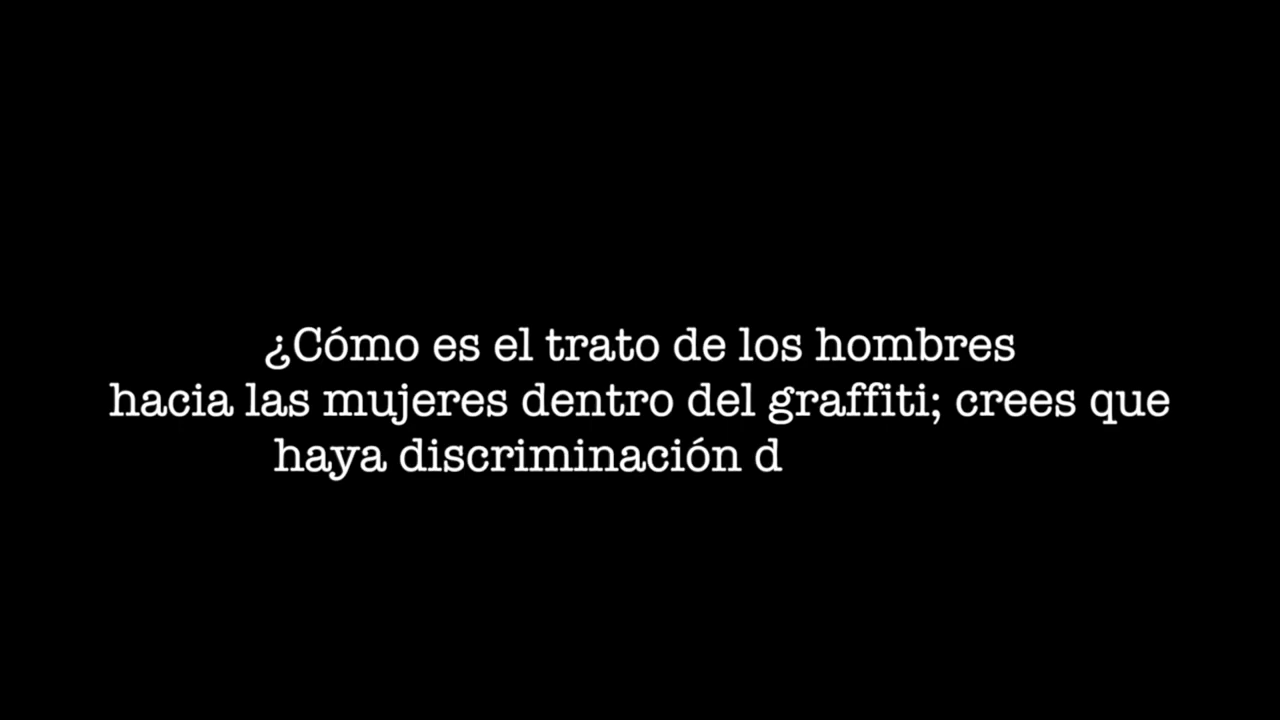 ¿Cómo es el trato de los hombres
hacia las mujeres dentro del graffiti; crees que
haya discriminación d